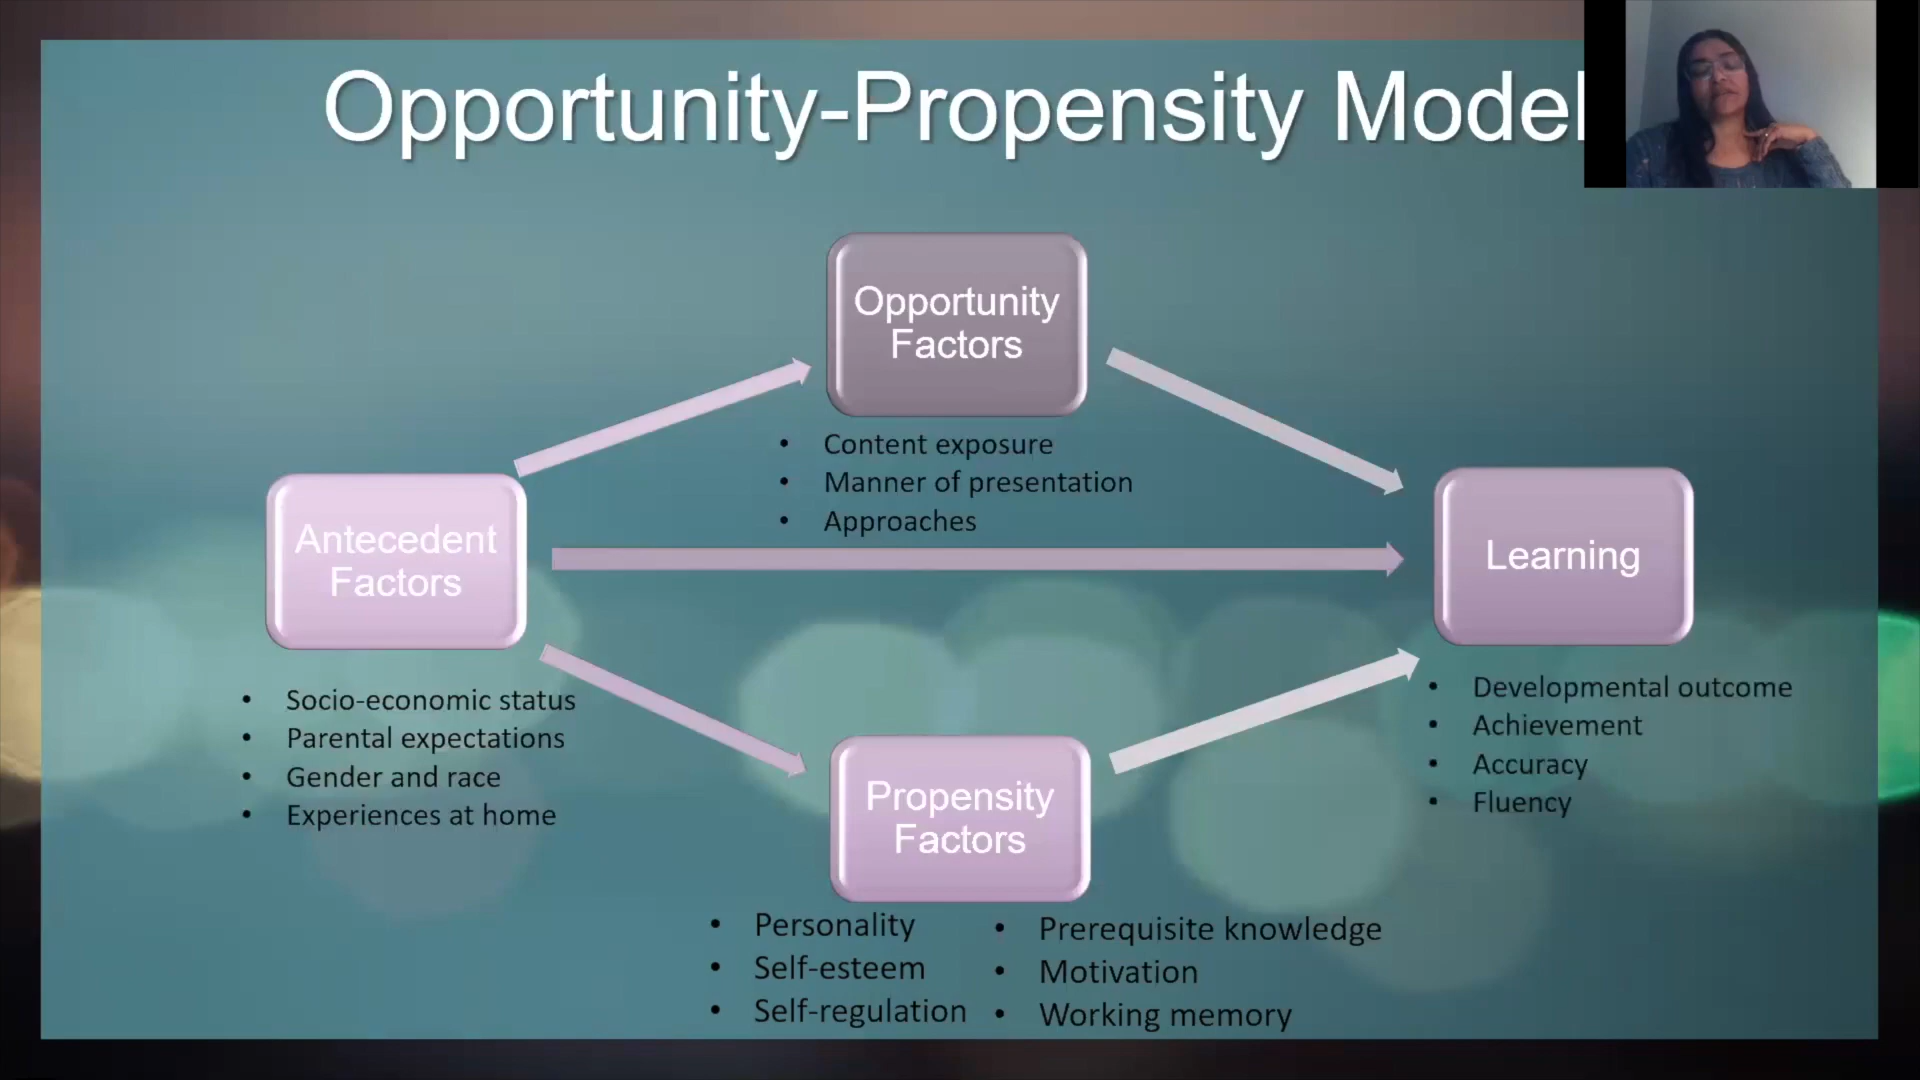 Opportunity-Propensity Model
Opportunity
Factors
• Content exposure
• Manner of presentation
• Approaches
Antecedent
Factors
• Socio-economic status
• Parental expectations
• Gender and race
• Experiences at home
Learning
• Developmental outcome
• Achievement
• Accuracy
• Fluency
Propensity
Factors
• Personality
• Self-esteem
• Self-regulation
• Prerequisite knowledge
• Motivation
• Working memory